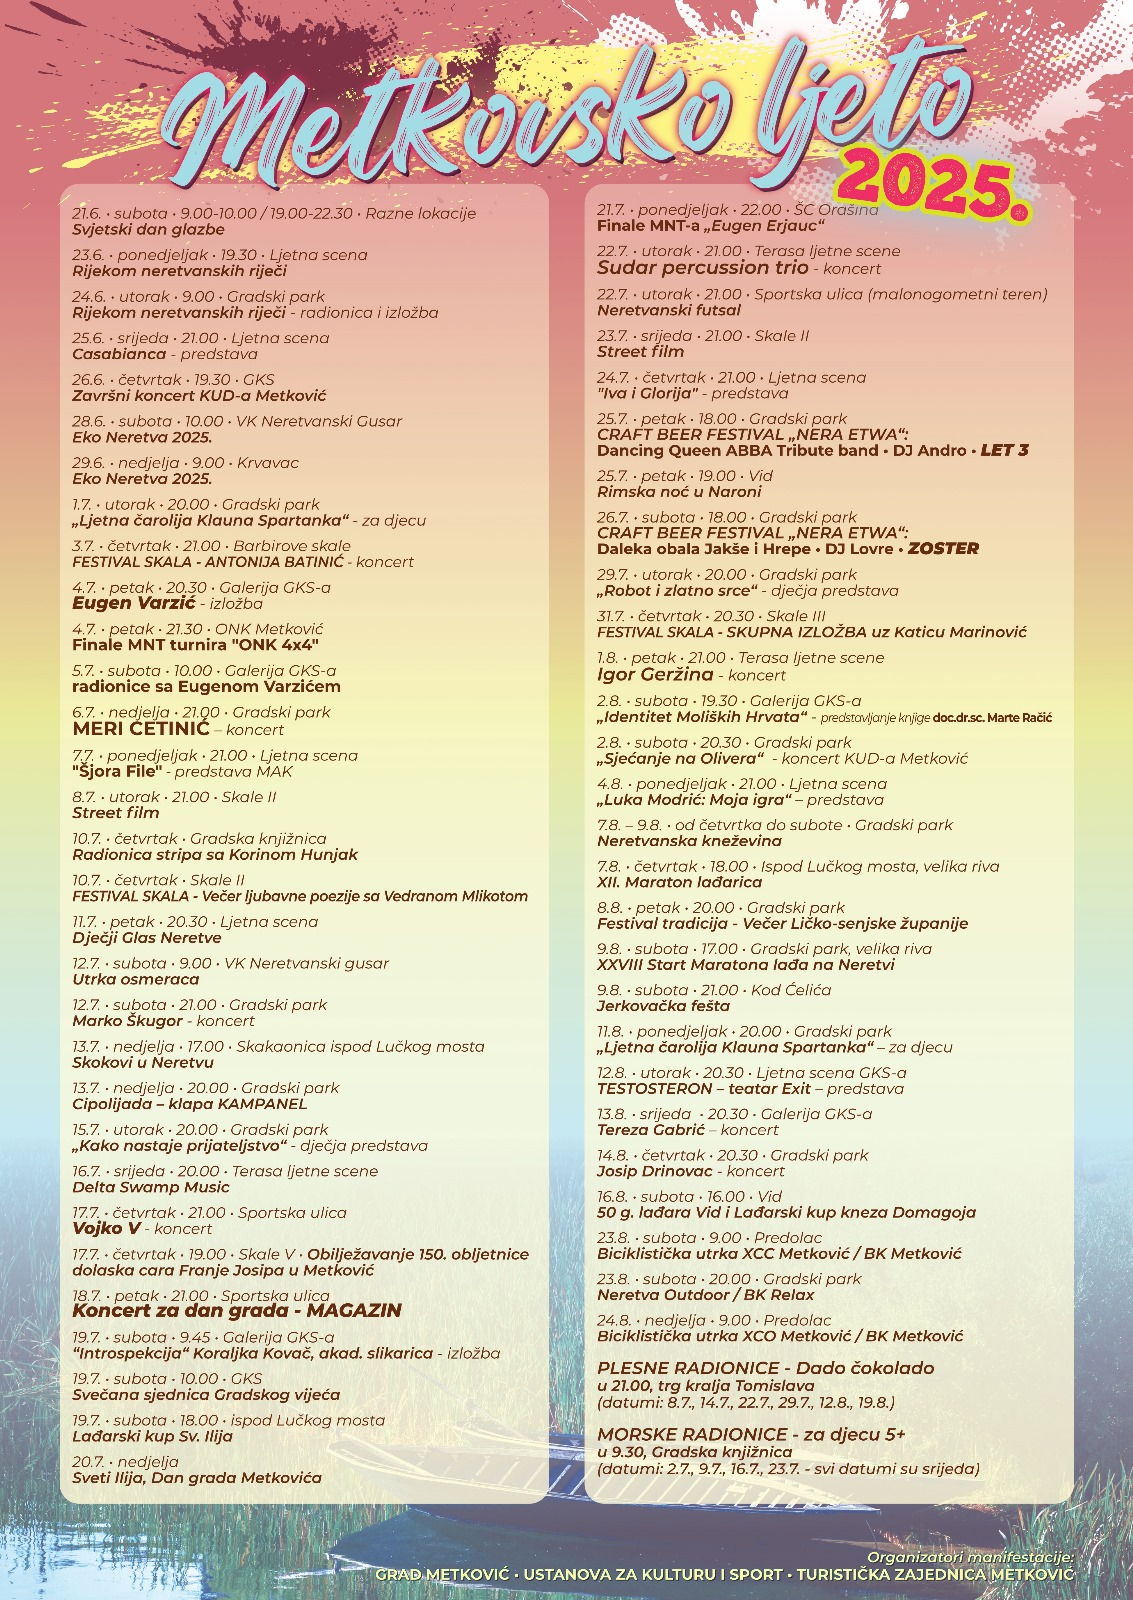 Metkovsko ljeto
2025.
21.6. • subota • 9.00-10.00 / 19.00-22.30 • Razne lokacije
Svjetski dan glazbe
23.6. • ponedjeljak • 19.30 • Ljetna scena
Rijekom neretvanskih riječi
24.6. • utorak • 9.00 • Gradski park
Rijekom neretvanskih riječi - radionica i izložba
25.6. • srijeda • 21.00 • Ljetna scena
Casabianca - predstava
26.6. • četvrtak • 19.30 • GKS
Završni koncert KUD-a Metković
28.6. • subota • 10.00 • VK Neretvanski Gusar
Eko Neretva 2025.
29.6. • nedjelja • 9.00 • Krvavac
Eko Neretva 2025.
1.7. • utorak • 20.00 • Gradski park
„Ljetna čarolija Klauna Spartanka“ - za djecu
3.7. • četvrtak • 21.00 • Barbirove skale
FESTIVAL SKALA - ANTONIJA BATINIĆ - koncert
4.7. • petak • 20.30 • Galerija GKS-a
Eugen Varzić - izložba
4.7. • petak • 21.30 • ONK Metković
Finale MNT turnira "ONK 4x4"
5.7. • subota • 10.00 • Galerija GKS-a
radionice sa Eugenom Varzićem
6.7. • nedjelja • 21.00 • Gradski park
MERI CETINIĆ – koncert
7.7. • ponedjeljak • 21.00 • Ljetna scena
"Šjora File" - predstava MAK
8.7. • utorak • 21.00 • Skale II
Street film
10.7. • četvrtak • Gradska knjižnica
Radionica stripa sa Korinom Hunjak
10.7. • četvrtak • Skale II
FESTIVAL SKALA - Večer ljubavne poezije sa Vedranom Mlikotom
11.7. • petak • 20.30 • Ljetna scena
Dječji Glas Neretve
12.7. • subota • 9.00 • VK Neretvanski gusar
Utrka osmeraca
12.7. • subota • 21.00 • Gradski park
Marko Škugor - koncert
13.7. • nedjelja • 17.00 • Skakaonica ispod Lučkog mosta
Skokovi u Neretvu
13.7. • nedjelja • 20.00 • Gradski park
Cipolijada – klapa KAMPANEL
15.7. • utorak • 20.00 • Gradski park
„Kako nastaje prijateljstvo“ - dječja predstava
16.7. • srijeda • 20.00 • Terasa ljetne scene
Delta Swamp Music
17.7. • četvrtak • 21.00 • Sportska ulica
Vojko V - koncert
17.7. • četvrtak • 19.00 • Skale V • Obilježavanje 150. obljetnice
dolaska cara Franje Josipa u Metković
18.7. • petak • 21.00 • Sportska ulica
Koncert za dan grada - MAGAZIN
19.7. • subota • 9.45 • Galerija GKS-a
“Introspekcija“ Koraljka Kovač, akad. slikarica - izložba
19.7. • subota • 10.00 • GKS
Svečana sjednica Gradskog vijeća
19.7. • subota • 18.00 • ispod Lučkog mosta
Lađarski kup Sv. Ilija
20.7. • nedjelja
Sveti Ilija, Dan grada Metkovića
21.7. • ponedjeljak • 22.00 • ŠC Orašina
Finale MNT-a „Eugen Erjauc“
22.7. • utorak • 21.00 • Terasa ljetne scene
Sudar percussion trio - koncert
22.7. • utorak • 21.00 • Sportska ulica (malonogometni teren)
Neretvanski futsal
23.7. • srijeda • 21.00 • Skale II
Street film
24.7. • četvrtak • 21.00 • Ljetna scena
"Iva i Glorija" - predstava
25.7. • petak • 18.00 • Gradski park
CRAFT BEER FESTIVAL „NERA ETWA“:
Dancing Queen ABBA Tribute band • DJ Andro • LET 3
25.7. • petak • 19.00 • Vid
Rimska noć u Naroni
26.7. • subota • 18.00 • Gradski park
CRAFT BEER FESTIVAL „NERA ETWA“:
Daleka obala Jakše i Hrepe • DJ Lovre • ZOSTER
29.7. • utorak • 20.00 • Gradski park
„Robot i zlatno srce“ - dječja predstava
31.7. • četvrtak • 20.30 • Skale III
FESTIVAL SKALA - SKUPNA IZLOŽBA uz Katicu Marinović
1.8. • petak • 21.00 • Terasa ljetne scene
Igor Geržina - koncert
2.8. • subota • 19.30 • Galerija GKS-a
„Identitet Moliških Hrvata“ - predstavljanje knjige doc.dr.sc. Marte Račić
2.8. • subota • 20.30 • Gradski park
„Sjećanje na Olivera“ - koncert KUD-a Metković
4.8. • ponedjeljak • 21.00 • Ljetna scena
„Luka Modrić: Moja igra“ – predstava
7.8. – 9.8. • od četvrtka do subote • Gradski park
Neretvanska kneževina
7.8. • četvrtak • 18.00 • Ispod Lučkog mosta, velika riva
XII. Maraton lađarica
8.8. • petak • 20.00 • Gradski park
Festival tradicija - Večer Ličko-senjske županije
9.8. • subota • 17.00 • Gradski park, velika riva
XXVIII Start Maratona lađa na Neretvi
9.8. • subota • 21.00 • Kod Ćelića
Jerkovačka fešta
11.8. • ponedjeljak • 20.00 • Gradski park
„Ljetna čarolija Klauna Spartanka“ – za djecu
12.8. • utorak • 20.30 • Ljetna scena GKS-a
TESTOSTERON – teatar Exit – predstava
13.8. • srijeda • 20.30 • Galerija GKS-a
Tereza Gabrić – koncert
14.8. • četvrtak • 20.30 • Gradski park
Josip Drinovac - koncert
16.8. • subota • 16.00 • Vid
50 g. lađara Vid i Lađarski kup kneza Domagoja
23.8. • subota • 9.00 • Predolac
Biciklistička utrka XCC Metković / BK Metković
23.8. • subota • 20.00 • Gradski park
Neretva Outdoor / BK Relax
24.8. • nedjelja • 9.00 • Predolac
Biciklistička utrka XCO Metković / BK Metković
PLESNE RADIONICE - Dado čokolado
u 21.00, trg kralja Tomislava
(datumi: 8.7., 14.7., 22.7., 29.7., 12.8., 19.8.)
MORSKE RADIONICE - za djecu 5+
u 9.30, Gradska knjižnica
(datumi: 2.7., 9.7., 16.7., 23.7. - svi datumi su srijeda)
Organizatori manifestacije:
GRAD METKOVIĆ • USTANOVA ZA KULTURU I SPORT • TURISTIČKA ZAJEDNICA METKOVIĆ